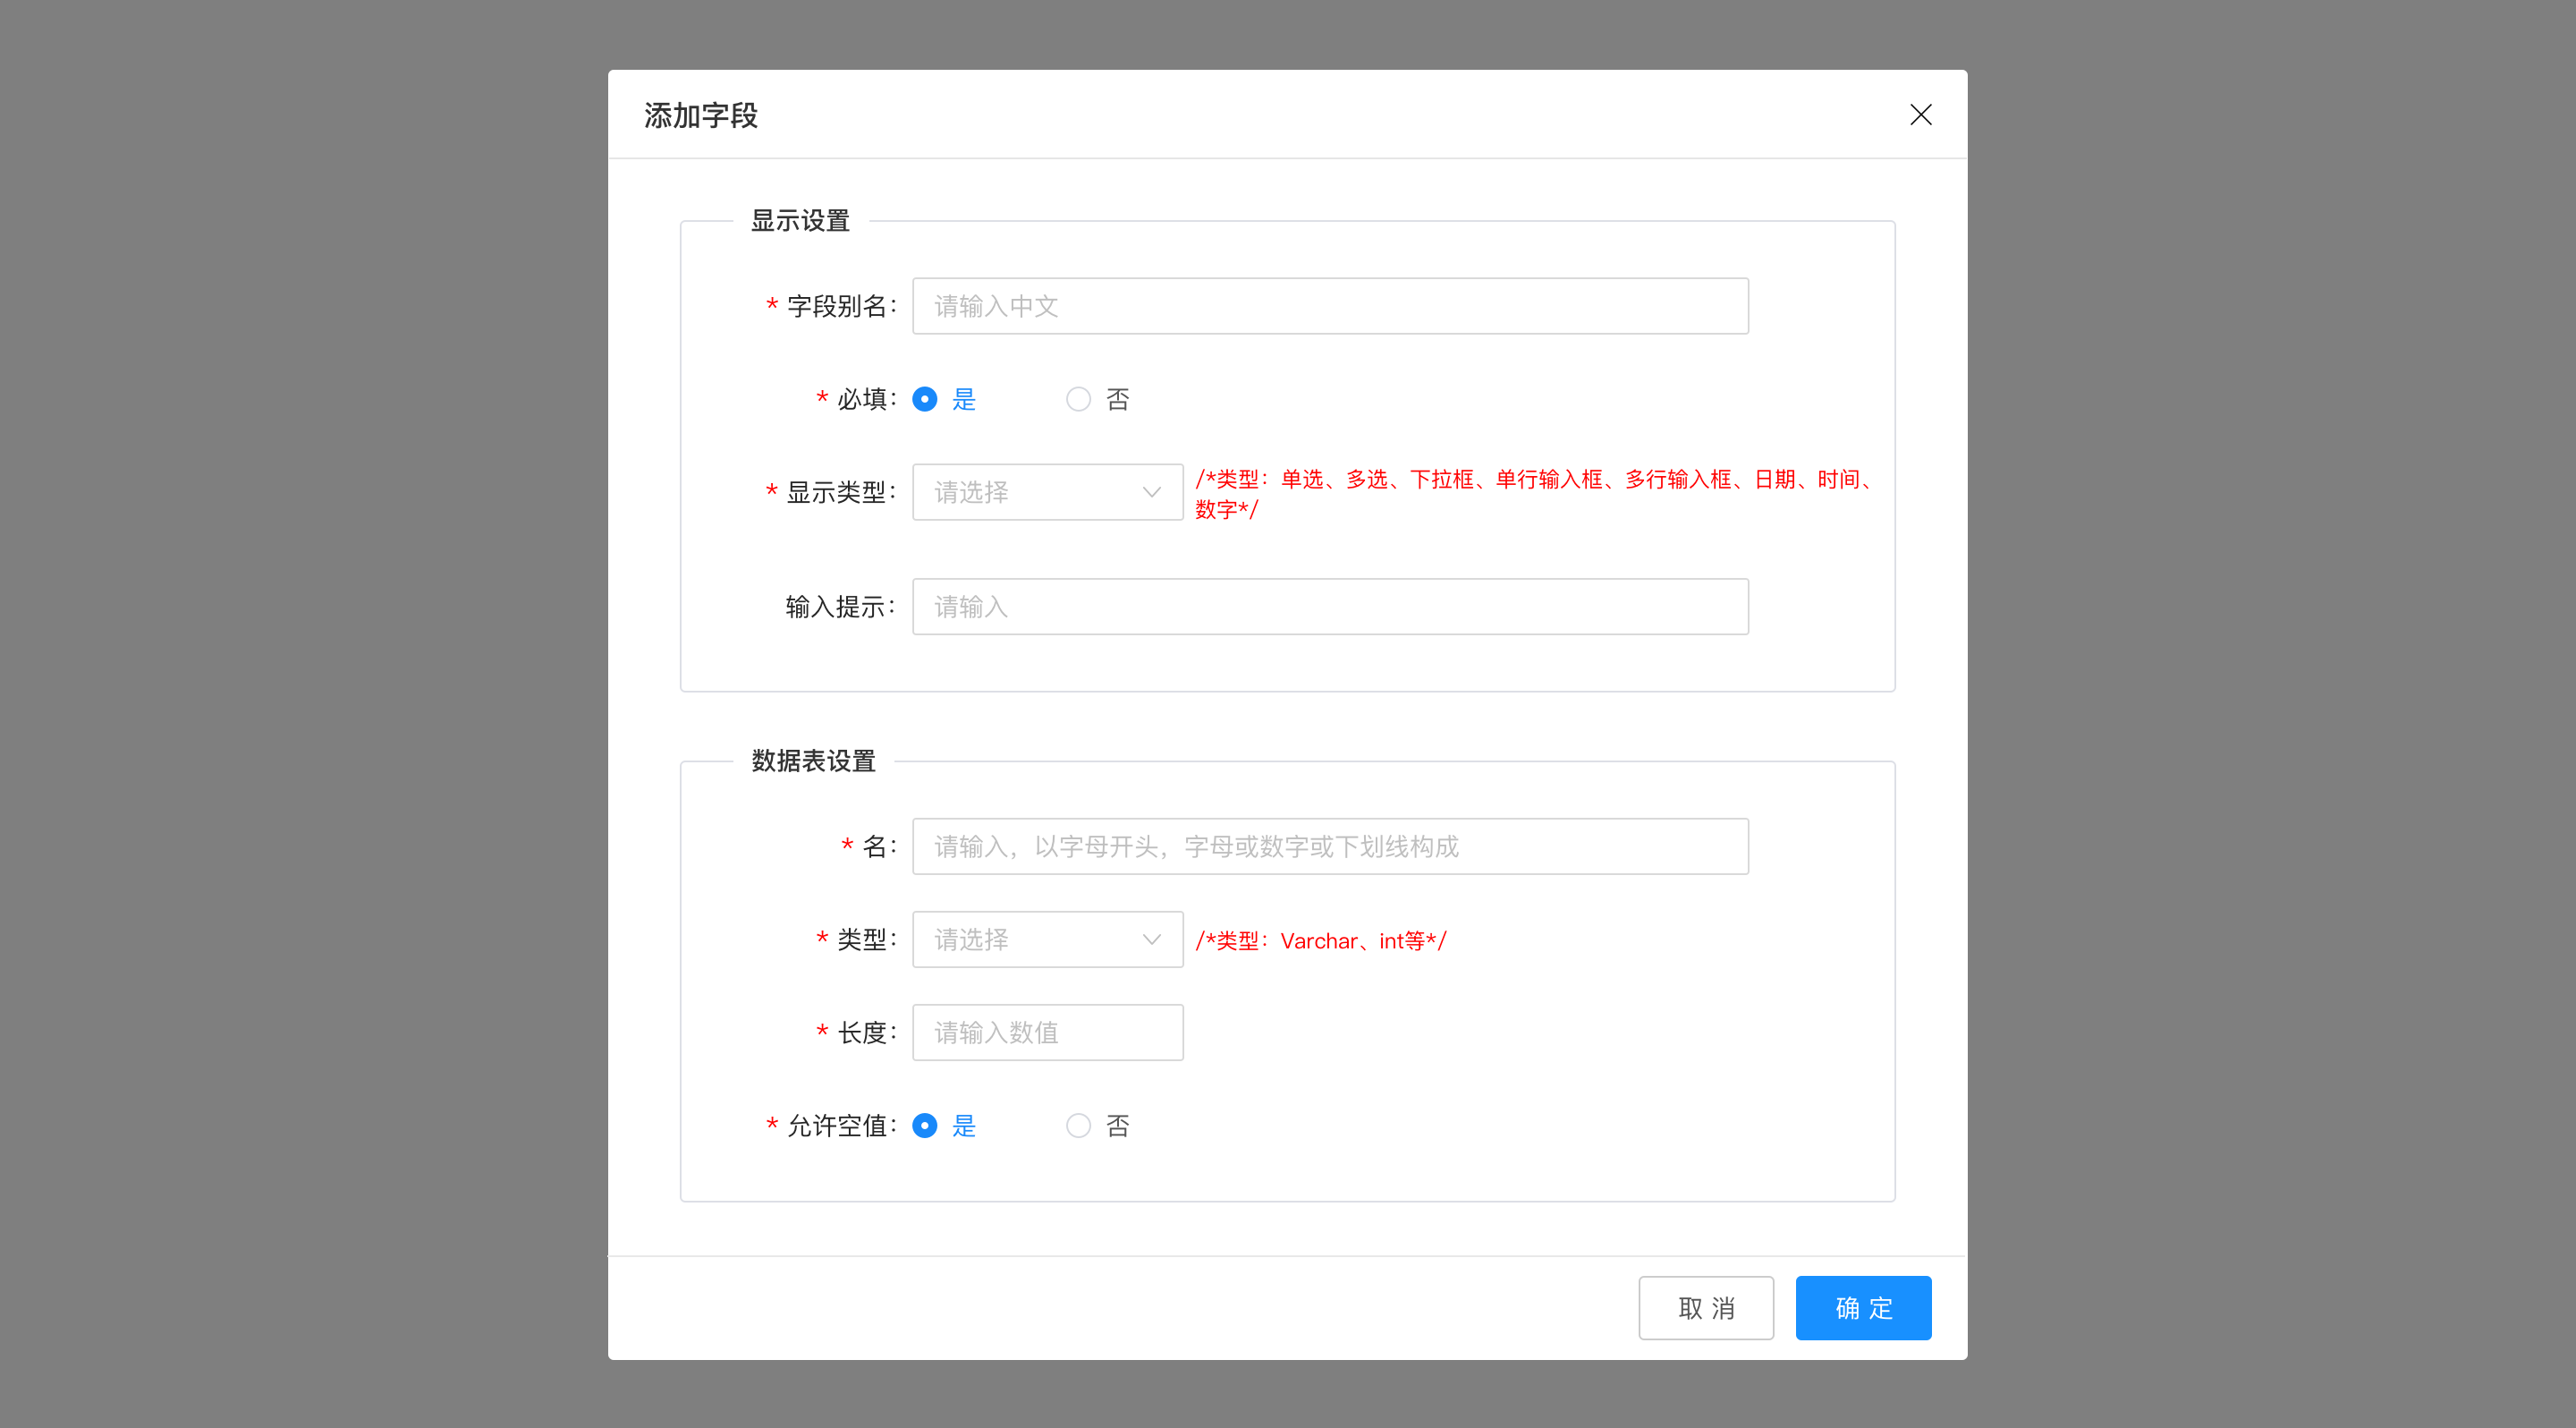 添加字段
显示设置
* 字段别名： 请输入中文
* 必填： 是 否
* 显示类型： 请选择 /*类型：单选、多选、下拉框、单行输入框、多行输入框、日期、时间、
数字*/
输入提示： 请输入
数据表设置
* 名： 请输入，以字母开头，字母或数字或下划线构成
* 类型： 请选择 /*类型：Varchar、int等*/
* 长度： 请输入数值
* 允许空值： 是 否
取 消 确 定